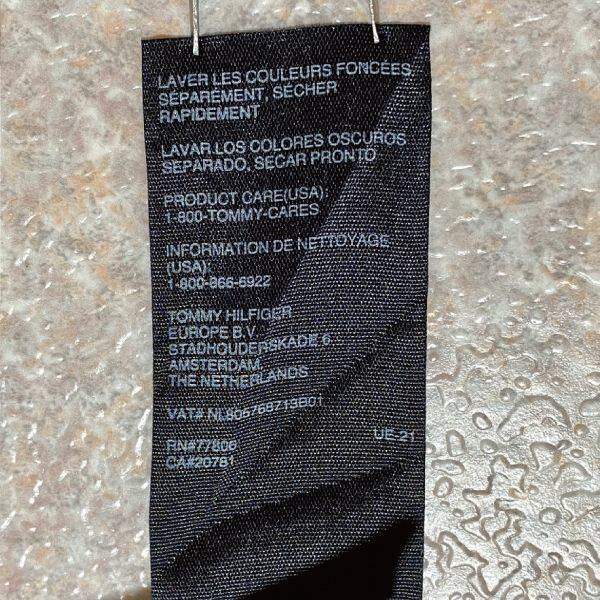 LAVER LES COULEURS FONCÉES
SÉPARÉMENT, SÉCHER
RAPIDEMENT
LAVAR LOS COLORES OSCUROS
SEPARADO, SECAR PRONTO
PRODUCT CARE(USA):
1-800-TOMMY-CARES
INFORMATION DE NETTOYAGE
(USA):
1-800-866-6922
TOMMY HILFIGER
EUROPE B.V.
STADHOUDERSKADE 6
AMSTERDAM
THE NETHERLANDS
VAT# NL805768713B01
UE-21
RN#77806
CA#20781